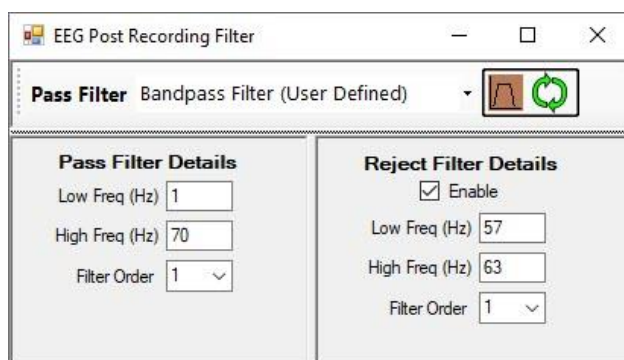 EEG Post Recording Filter
Pass Filter Bandpass Filter (User Defined)
Pass Filter Details
Low Freq (Hz) 1
High Freq (Hz) 70
Filter Order 1
Reject Filter Details
Enable
Low Freq (Hz) 57
High Freq (Hz) 63
Filter Order 1